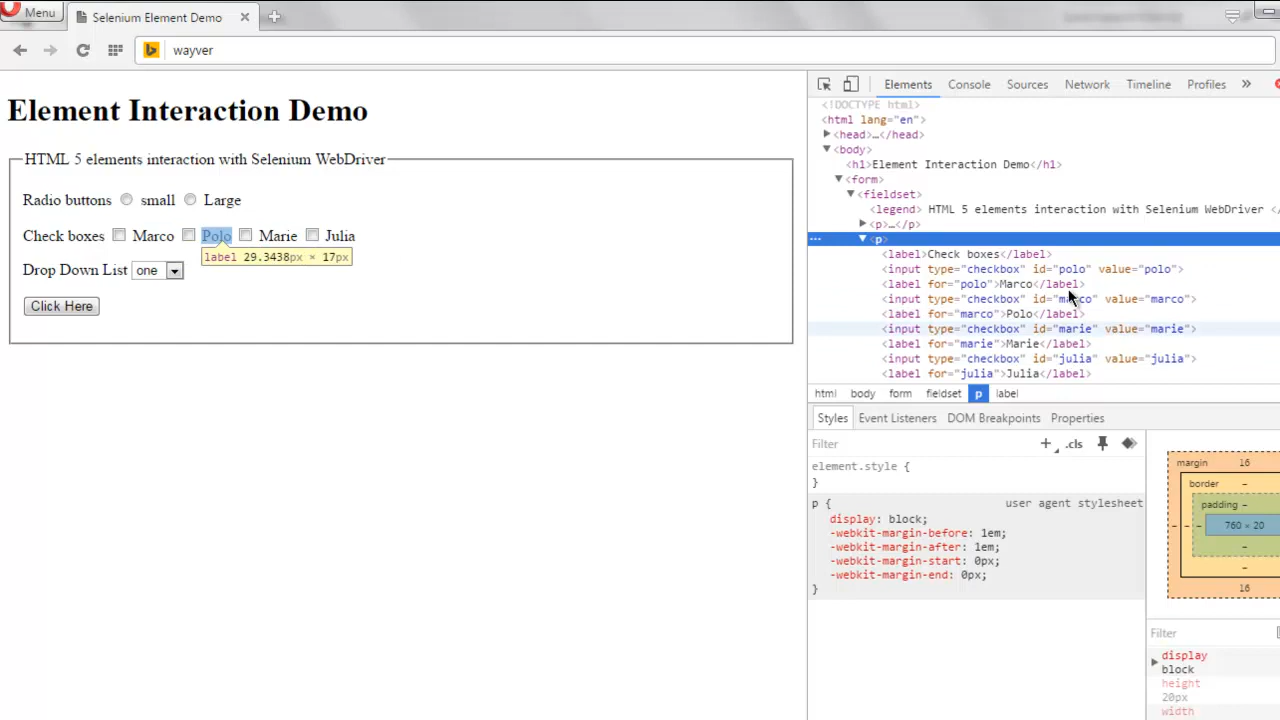 Menu
Selenium Element Demo
wayver
Element Interaction Demo
HTML 5 elements interaction with Selenium WebDriver
Radio buttons small Large
Check boxes Marco Polo Marie Julia
label 29.3438px × 17px
Drop Down List one
Click Here
Elements Console Sources Network Timeline Profiles »
<!DOCTYPE html>
<html lang="en">
<head>…</head>
<body>
<h1>Element Interaction Demo</h1>
<form>
<fieldset>
<legend> HTML 5 elements interaction with Selenium WebDriver </
<p>…</p>
<p>
<label>Check boxes</label>
<input type="checkbox" id="polo" value="polo">
<label for="polo">Marco</label>
<input type="checkbox" id="marco" value="marco">
<label for="marco">Polo</label>
<input type="checkbox" id="marie" value="marie">
<label for="marie">Marie</label>
<input type="checkbox" id="julia" value="julia">
<label for="julia">Julia</label>
html body form fieldset p label
Styles Event Listeners DOM Breakpoints Properties
Filter + .cls
element.style {
}
p { user agent stylesheet
display: block;
-webkit-margin-before: 1em;
-webkit-margin-after: 1em;
-webkit-margin-start: 0px;
-webkit-margin-end: 0px;
}
margin 16
border –
padding –
– – 760 × 20
–
–
16
Filter
display
block
height
20px
width